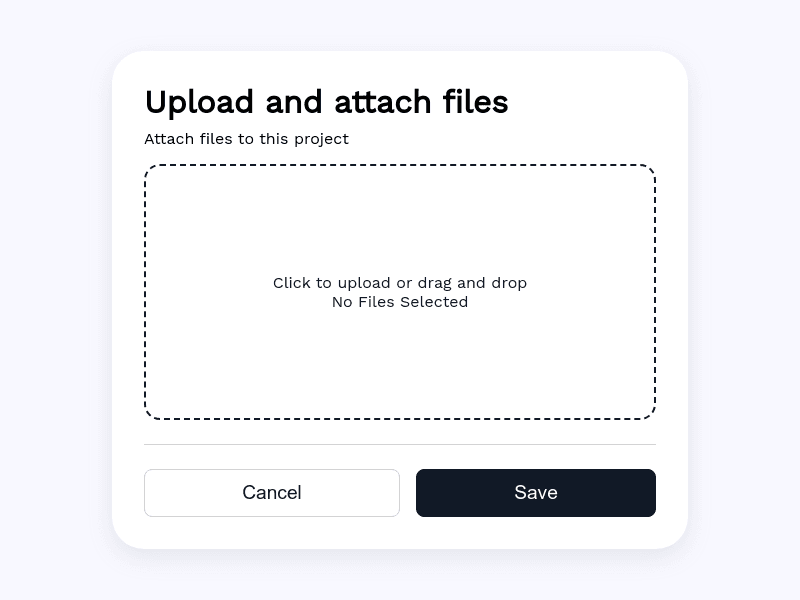 Upload and attach files
Attach files to this project
Click to upload or drag and drop
No Files Selected
Cancel
Save